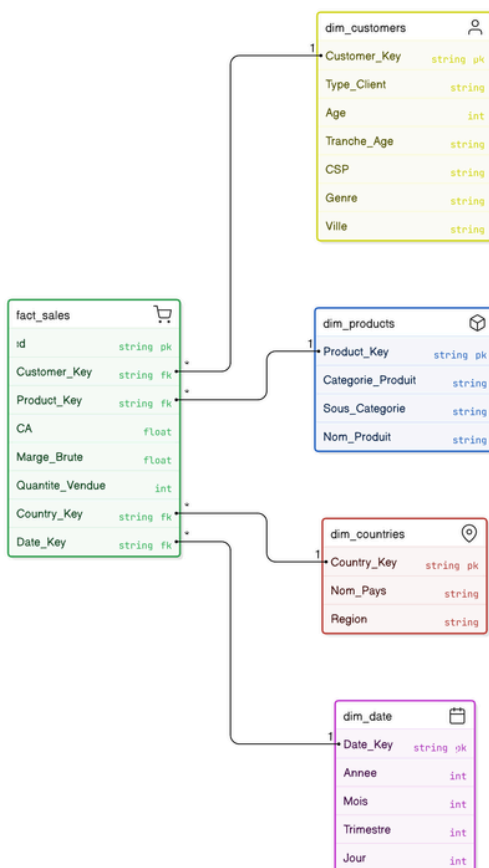 dim_customers
1
Customer_Key string pk
Type_Client string
Age int
Tranche_Age string
CSP string
Genre string
Ville string
fact_sales
string pk
Customer_Key string fk *
Product_Key string fk *
CA float
Marge_Brute float
Quantite_Vendue int
Country_Key string fk *
Date_Key string fk *
dim_products
1
Product_Key string pk
Categorie_Produit string
Sous_Categorie string
Nom_Produit string
dim_countries
1
Country_Key string pk
Nom_Pays string
Region string
dim_date
1
Date_Key string pk
Annee int
Mois int
Trimestre int
Jour int